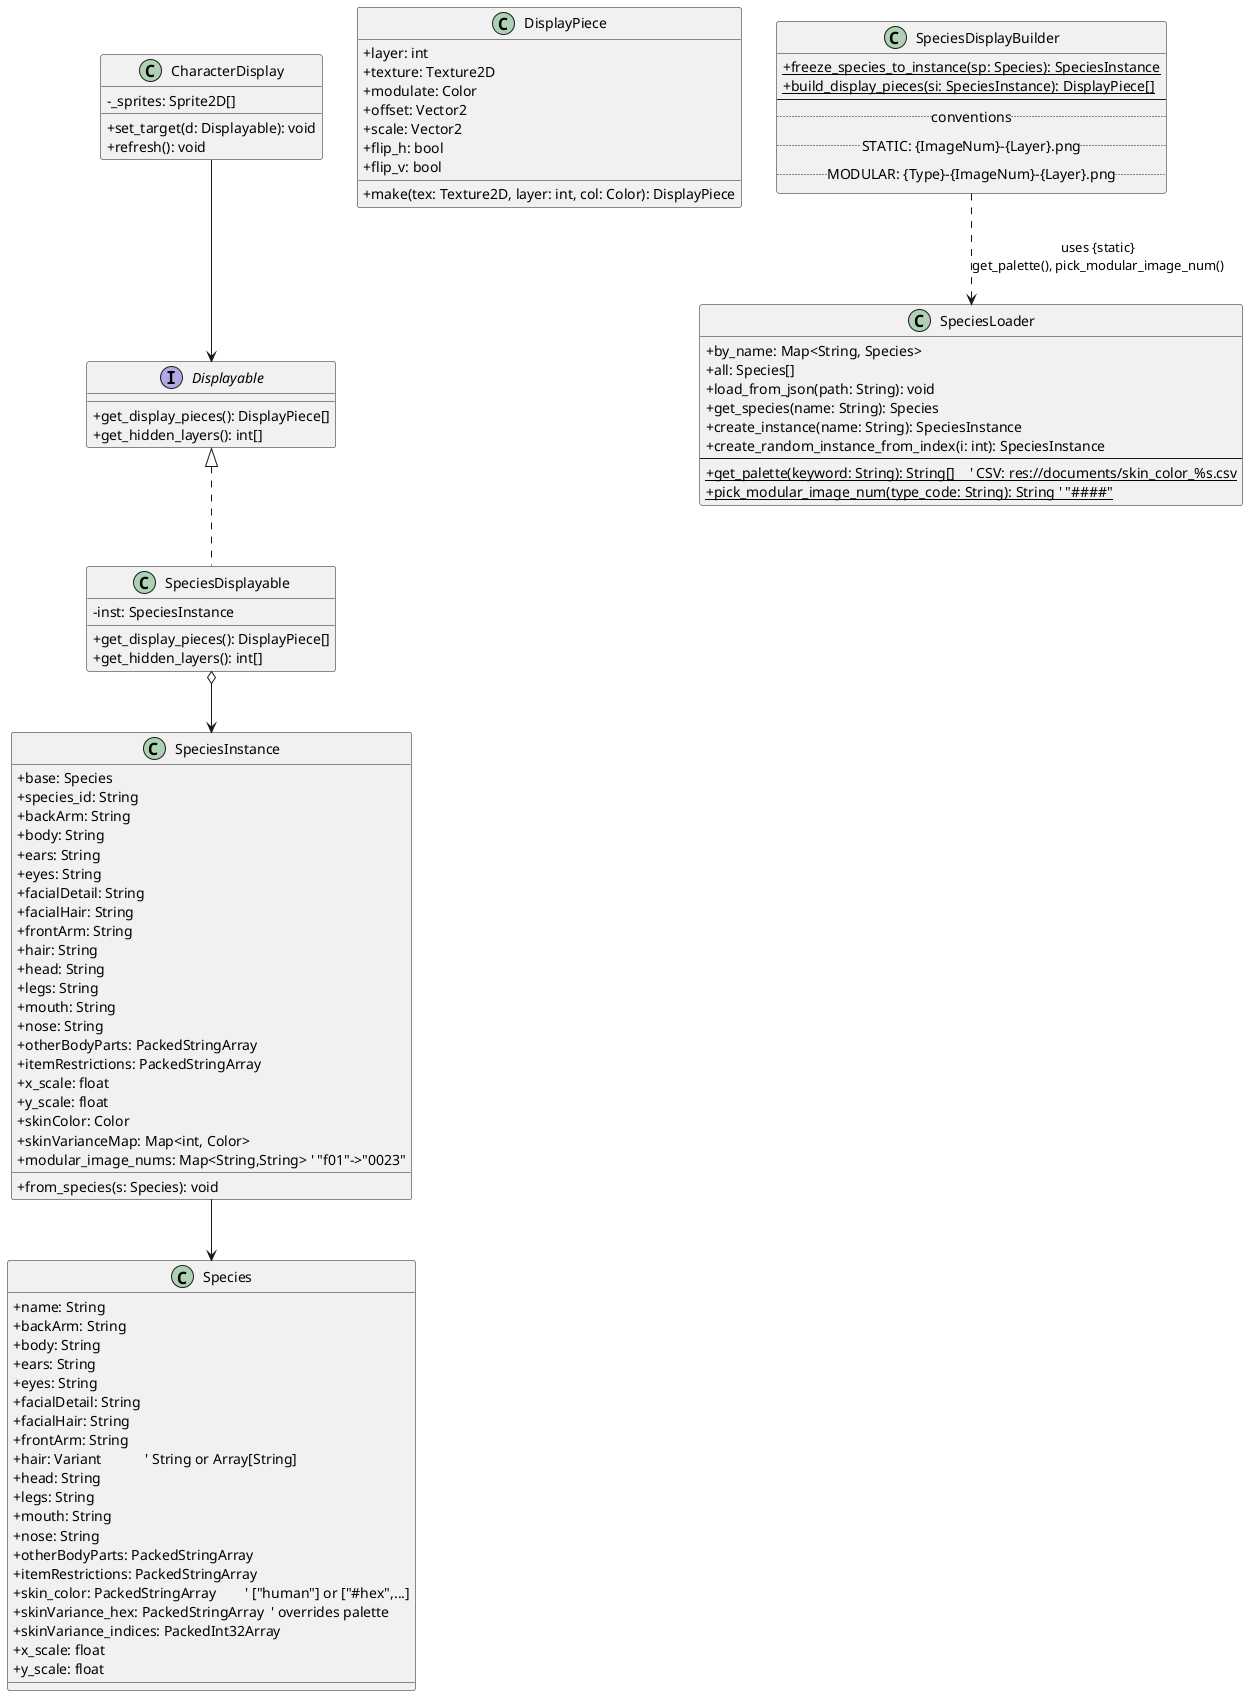 C CharacterDisplay
-_sprites: Sprite2D[]
+set_target(d: Displayable): void
+refresh(): void
C DisplayPiece
+layer: int
+texture: Texture2D
+modulate: Color
+offset: Vector2
+scale: Vector2
+flip_h: bool
+flip_v: bool
+make(tex: Texture2D, layer: int, col: Color): DisplayPiece
C SpeciesDisplayBuilder
+freeze_species_to_instance(sp: Species): SpeciesInstance
+build_display_pieces(si: SpeciesInstance): DisplayPiece[]
conventions
STATIC: {ImageNum}-{Layer}.png
MODULAR: {Type}-{ImageNum}-{Layer}.png
uses {static}
get_palette(), pick_modular_image_num()
I Displayable
+get_display_pieces(): DisplayPiece[]
+get_hidden_layers(): int[]
C SpeciesLoader
+by_name: Map<String, Species>
+all: Species[]
+load_from_json(path: String): void
+get_species(name: String): Species
+create_instance(name: String): SpeciesInstance
+create_random_instance_from_index(i: int): SpeciesInstance
+get_palette(keyword: String): String[]    ' CSV: res://documents/skin_color_%s.csv
+pick_modular_image_num(type_code: String): String ' "####"
C SpeciesDisplayable
-inst: SpeciesInstance
+get_display_pieces(): DisplayPiece[]
+get_hidden_layers(): int[]
C SpeciesInstance
+base: Species
+species_id: String
+backArm: String
+body: String
+ears: String
+eyes: String
+facialDetail: String
+facialHair: String
+frontArm: String
+hair: String
+head: String
+legs: String
+mouth: String
+nose: String
+otherBodyParts: PackedStringArray
+itemRestrictions: PackedStringArray
+x_scale: float
+y_scale: float
+skinColor: Color
+skinVarianceMap: Map<int, Color>
+modular_image_nums: Map<String,String> ' "f01"->"0023"
+from_species(s: Species): void
C Species
+name: String
+backArm: String
+body: String
+ears: String
+eyes: String
+facialDetail: String
+facialHair: String
+frontArm: String
+hair: Variant            ' String or Array[String]
+head: String
+legs: String
+mouth: String
+nose: String
+otherBodyParts: PackedStringArray
+itemRestrictions: PackedStringArray
+skin_color: PackedStringArray        ' ["human"] or ["#hex",...]
+skinVariance_hex: PackedStringArray  ' overrides palette
+skinVariance_indices: PackedInt32Array
+x_scale: float
+y_scale: float